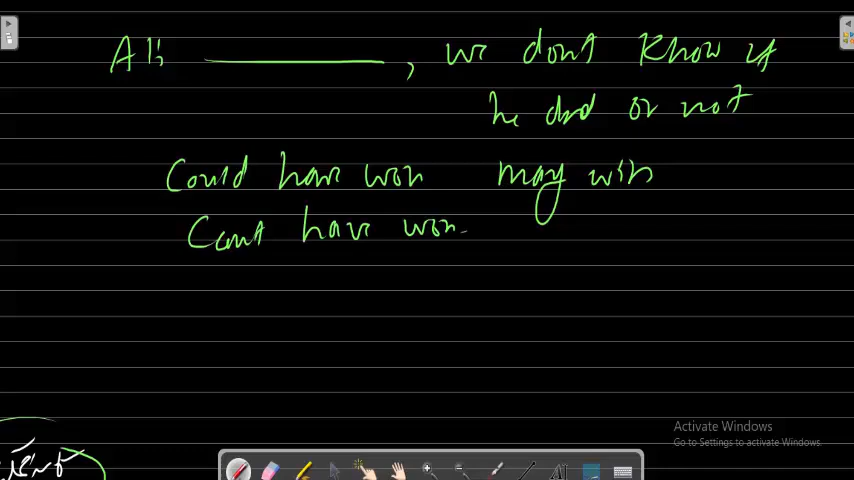 Ali ________, we dont know if
he did or not
Could have won may win
Cant have won
Activate Windows
Go to Settings to activate Windows.